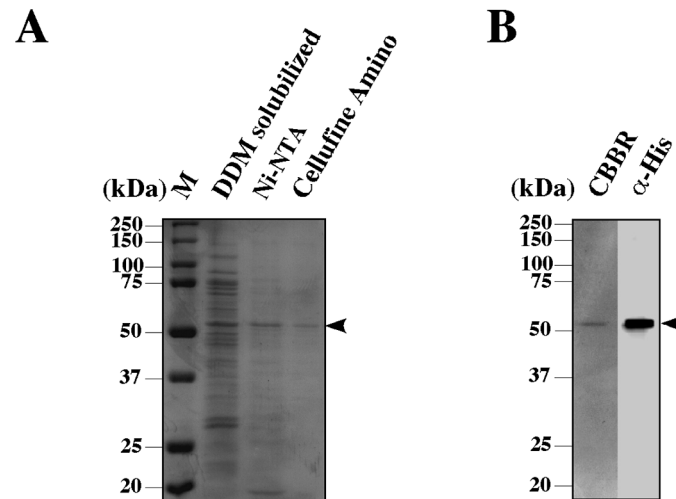 A
B
(kDa)
M
DDM solubilized
Ni-NTA
Cellufine Amino
250
150
100
75
50
37
25
20
(kDa)
CBBR
α-His
250
150
100
75
50
37
25
20